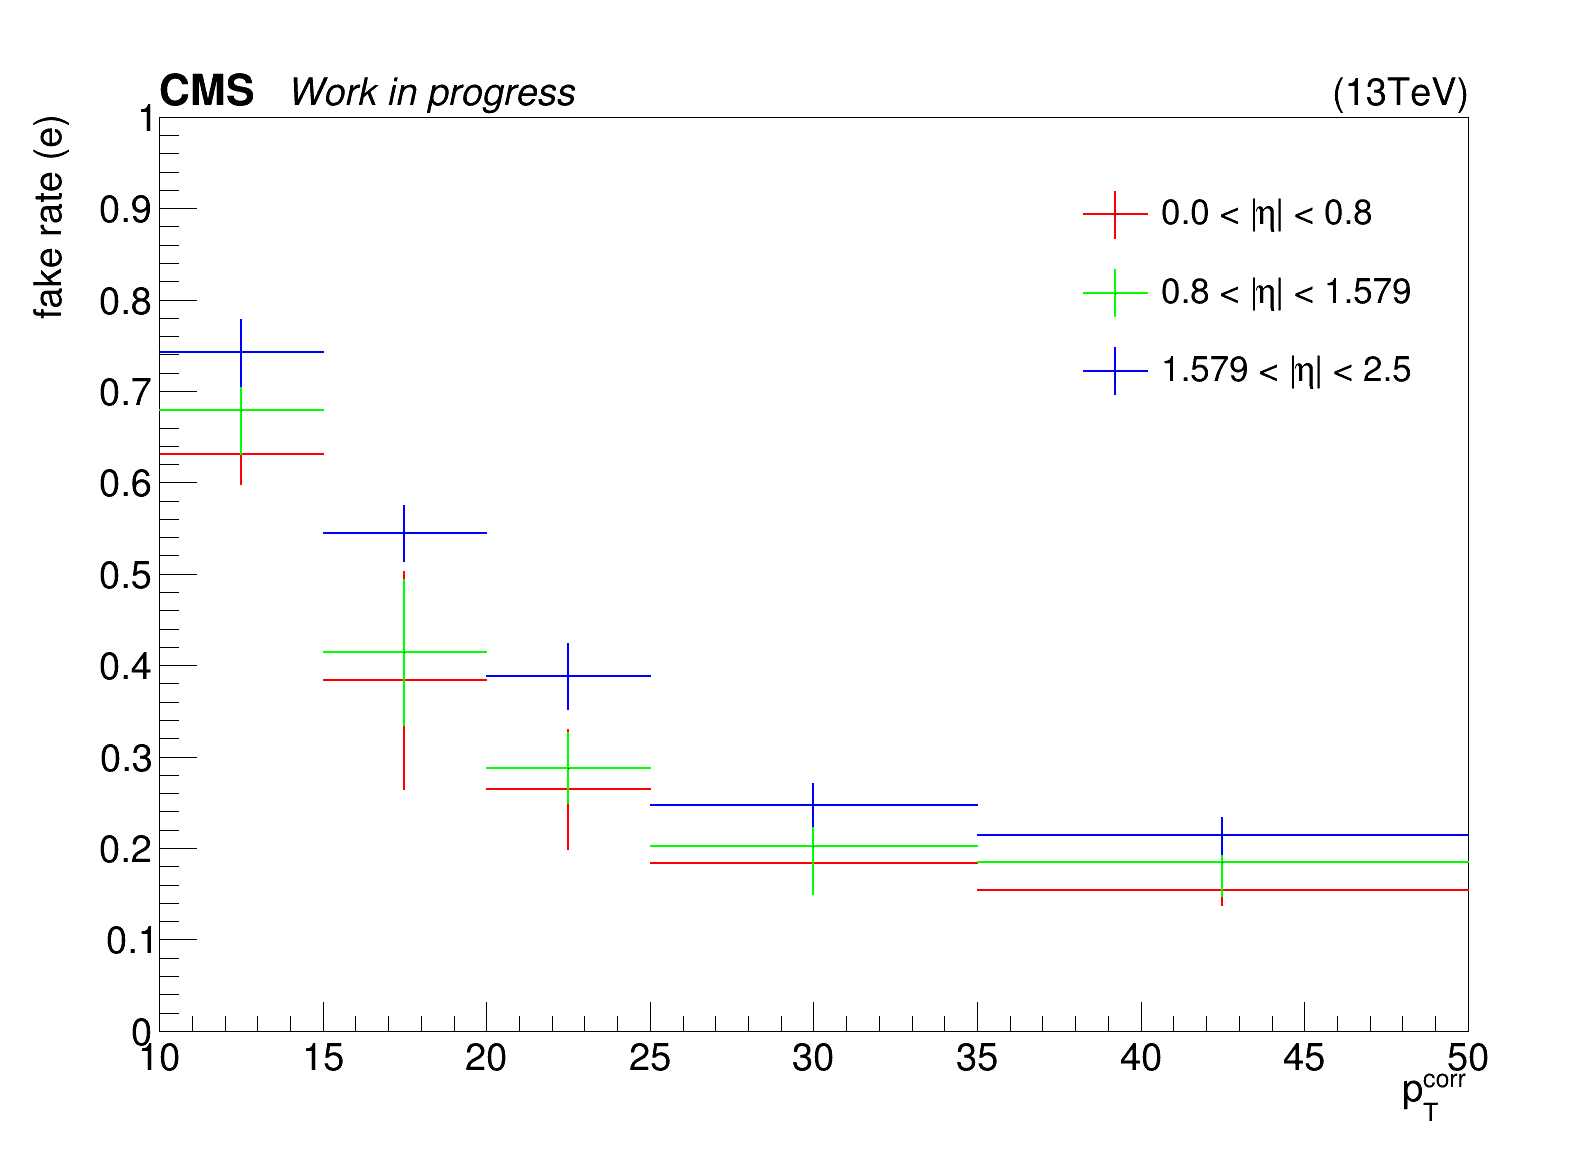 CMS Work in progress (13TeV)
fake rate (e)
1
0.9
0.8
0.7
0.6
0.5
0.4
0.3
0.2
0.1
0
0.0 < |η| < 0.8
0.8 < |η| < 1.579
1.579 < |η| < 2.5
10 15 20 25 30 35 40 45 50
p_T^corr